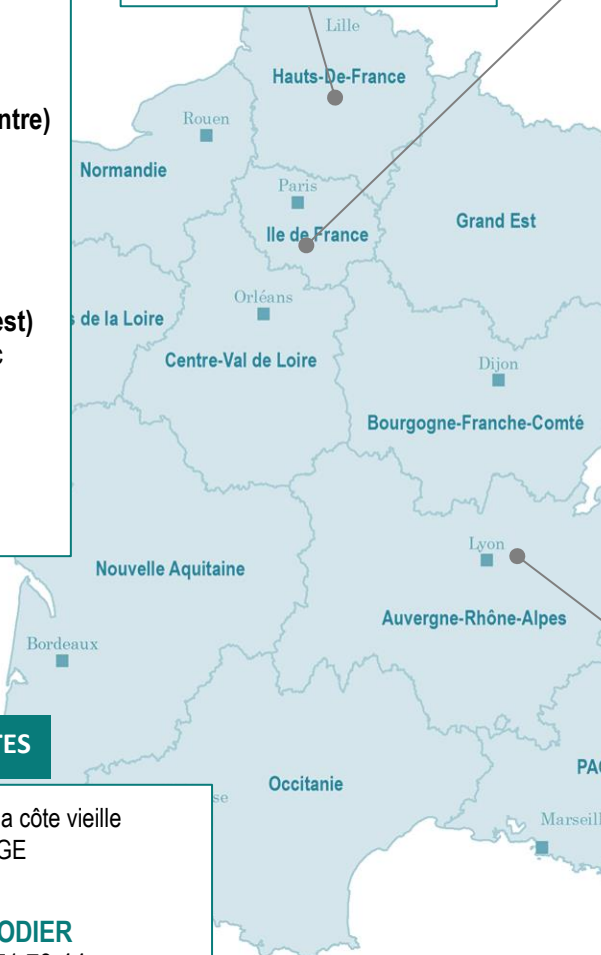 Lille
Hauts-De-France
ntre)
Rouen
Normandie
Paris
Ile de France
Grand Est
Orléans
est)
s de la Loire
c
Centre-Val de Loire
Dijon
Bourgogne-Franche-Comté
Lyon
Nouvelle Aquitaine
Auvergne-Rhône-Alpes
Bordeaux
TES
PAC
Occitanie
se
a côte vieille
Marseill
GE
ODIER